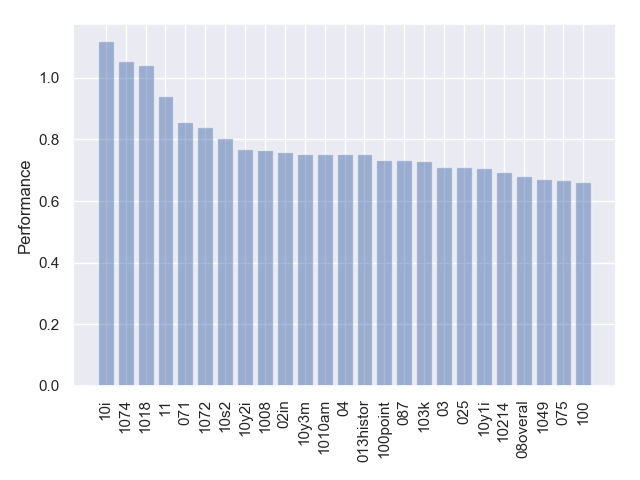 1.0
0.8
0.6
0.4
0.2
0.0
Performance
10i
1074
1018
11
071
1072
10s2
10y2i
1008
02in
10y3m
1010am
04
013histor
100point
087
103k
03
025
10y1i
10214
08overal
1049
075
100